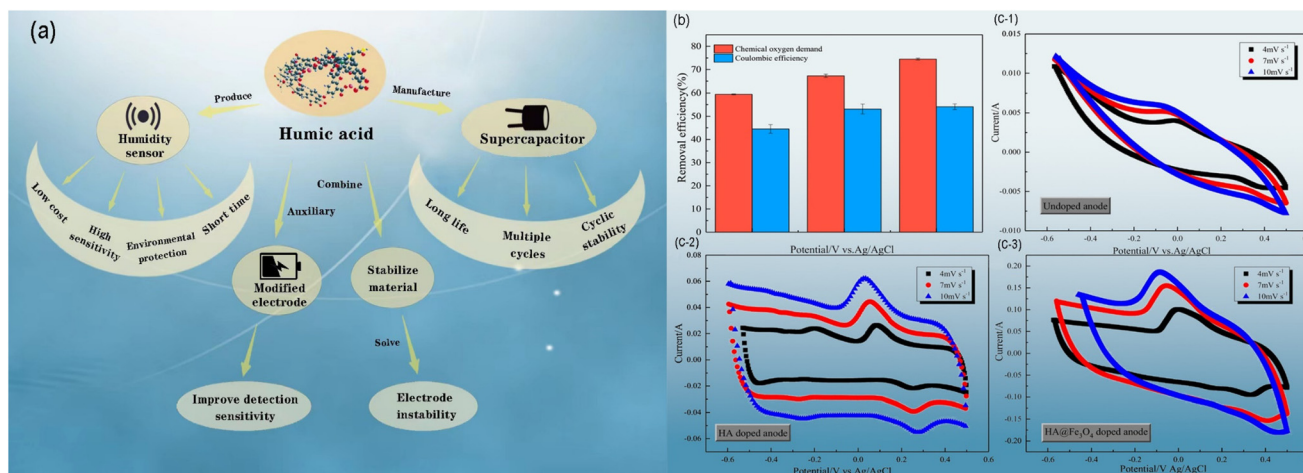 (a)
Produce
Manufacture
Humic acid
Humidity
sensor
Supercapacitor
Low cost
High
sensitivity
Environmental
protection
Short time
Combine
Auxiliary
Long life
Multiple
cycles
Cyclic
stability
Modified
electrode
Stabilize
material
Solve
Improve detection
sensitivity
Electrode
instability
(b)
Chemical oxygen demand
Coulombic efficiency
Removal efficiency(%)
80
75
70
60
50
40
30
20
10
0
Potential/V vs.Ag/AgCl
(c-1)
4mV s⁻¹
7mV s⁻¹
10mV s⁻¹
Current/A
0.015
0.010
0.005
0.000
-0.005
-0.010
Undoped anode
-0.6 -0.4 -0.2 0.0 0.2 0.4
Potential/V vs.Ag/AgCl
(c-2)
4mV s⁻¹
7mV s⁻¹
10mV s⁻¹
Current/A
0.08
0.06
0.04
0.02
0.00
-0.02
-0.04
-0.06
HA doped anode
-0.6 -0.4 -0.2 0.0 0.2 0.4 0.6
Potential/V vs.Ag/AgCl
(c-3)
4mV s⁻¹
7mV s⁻¹
10mV s⁻¹
Current/A
0.20
0.15
0.10
0.05
0.00
-0.05
-0.10
-0.15
-0.20
HA@Fe₃O₄ doped anode
-0.6 -0.4 -0.2 0.0 0.2 0.4
Potential/V Ag/AgCl